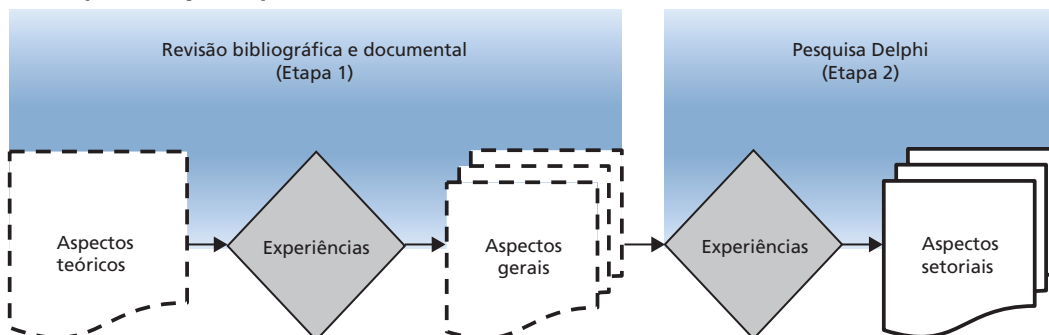 Revisão bibliográfica e documental
(Etapa 1)
Pesquisa Delphi
(Etapa 2)
Aspectos
teóricos
Experiências
Aspectos
gerais
Experiências
Aspectos
setoriais